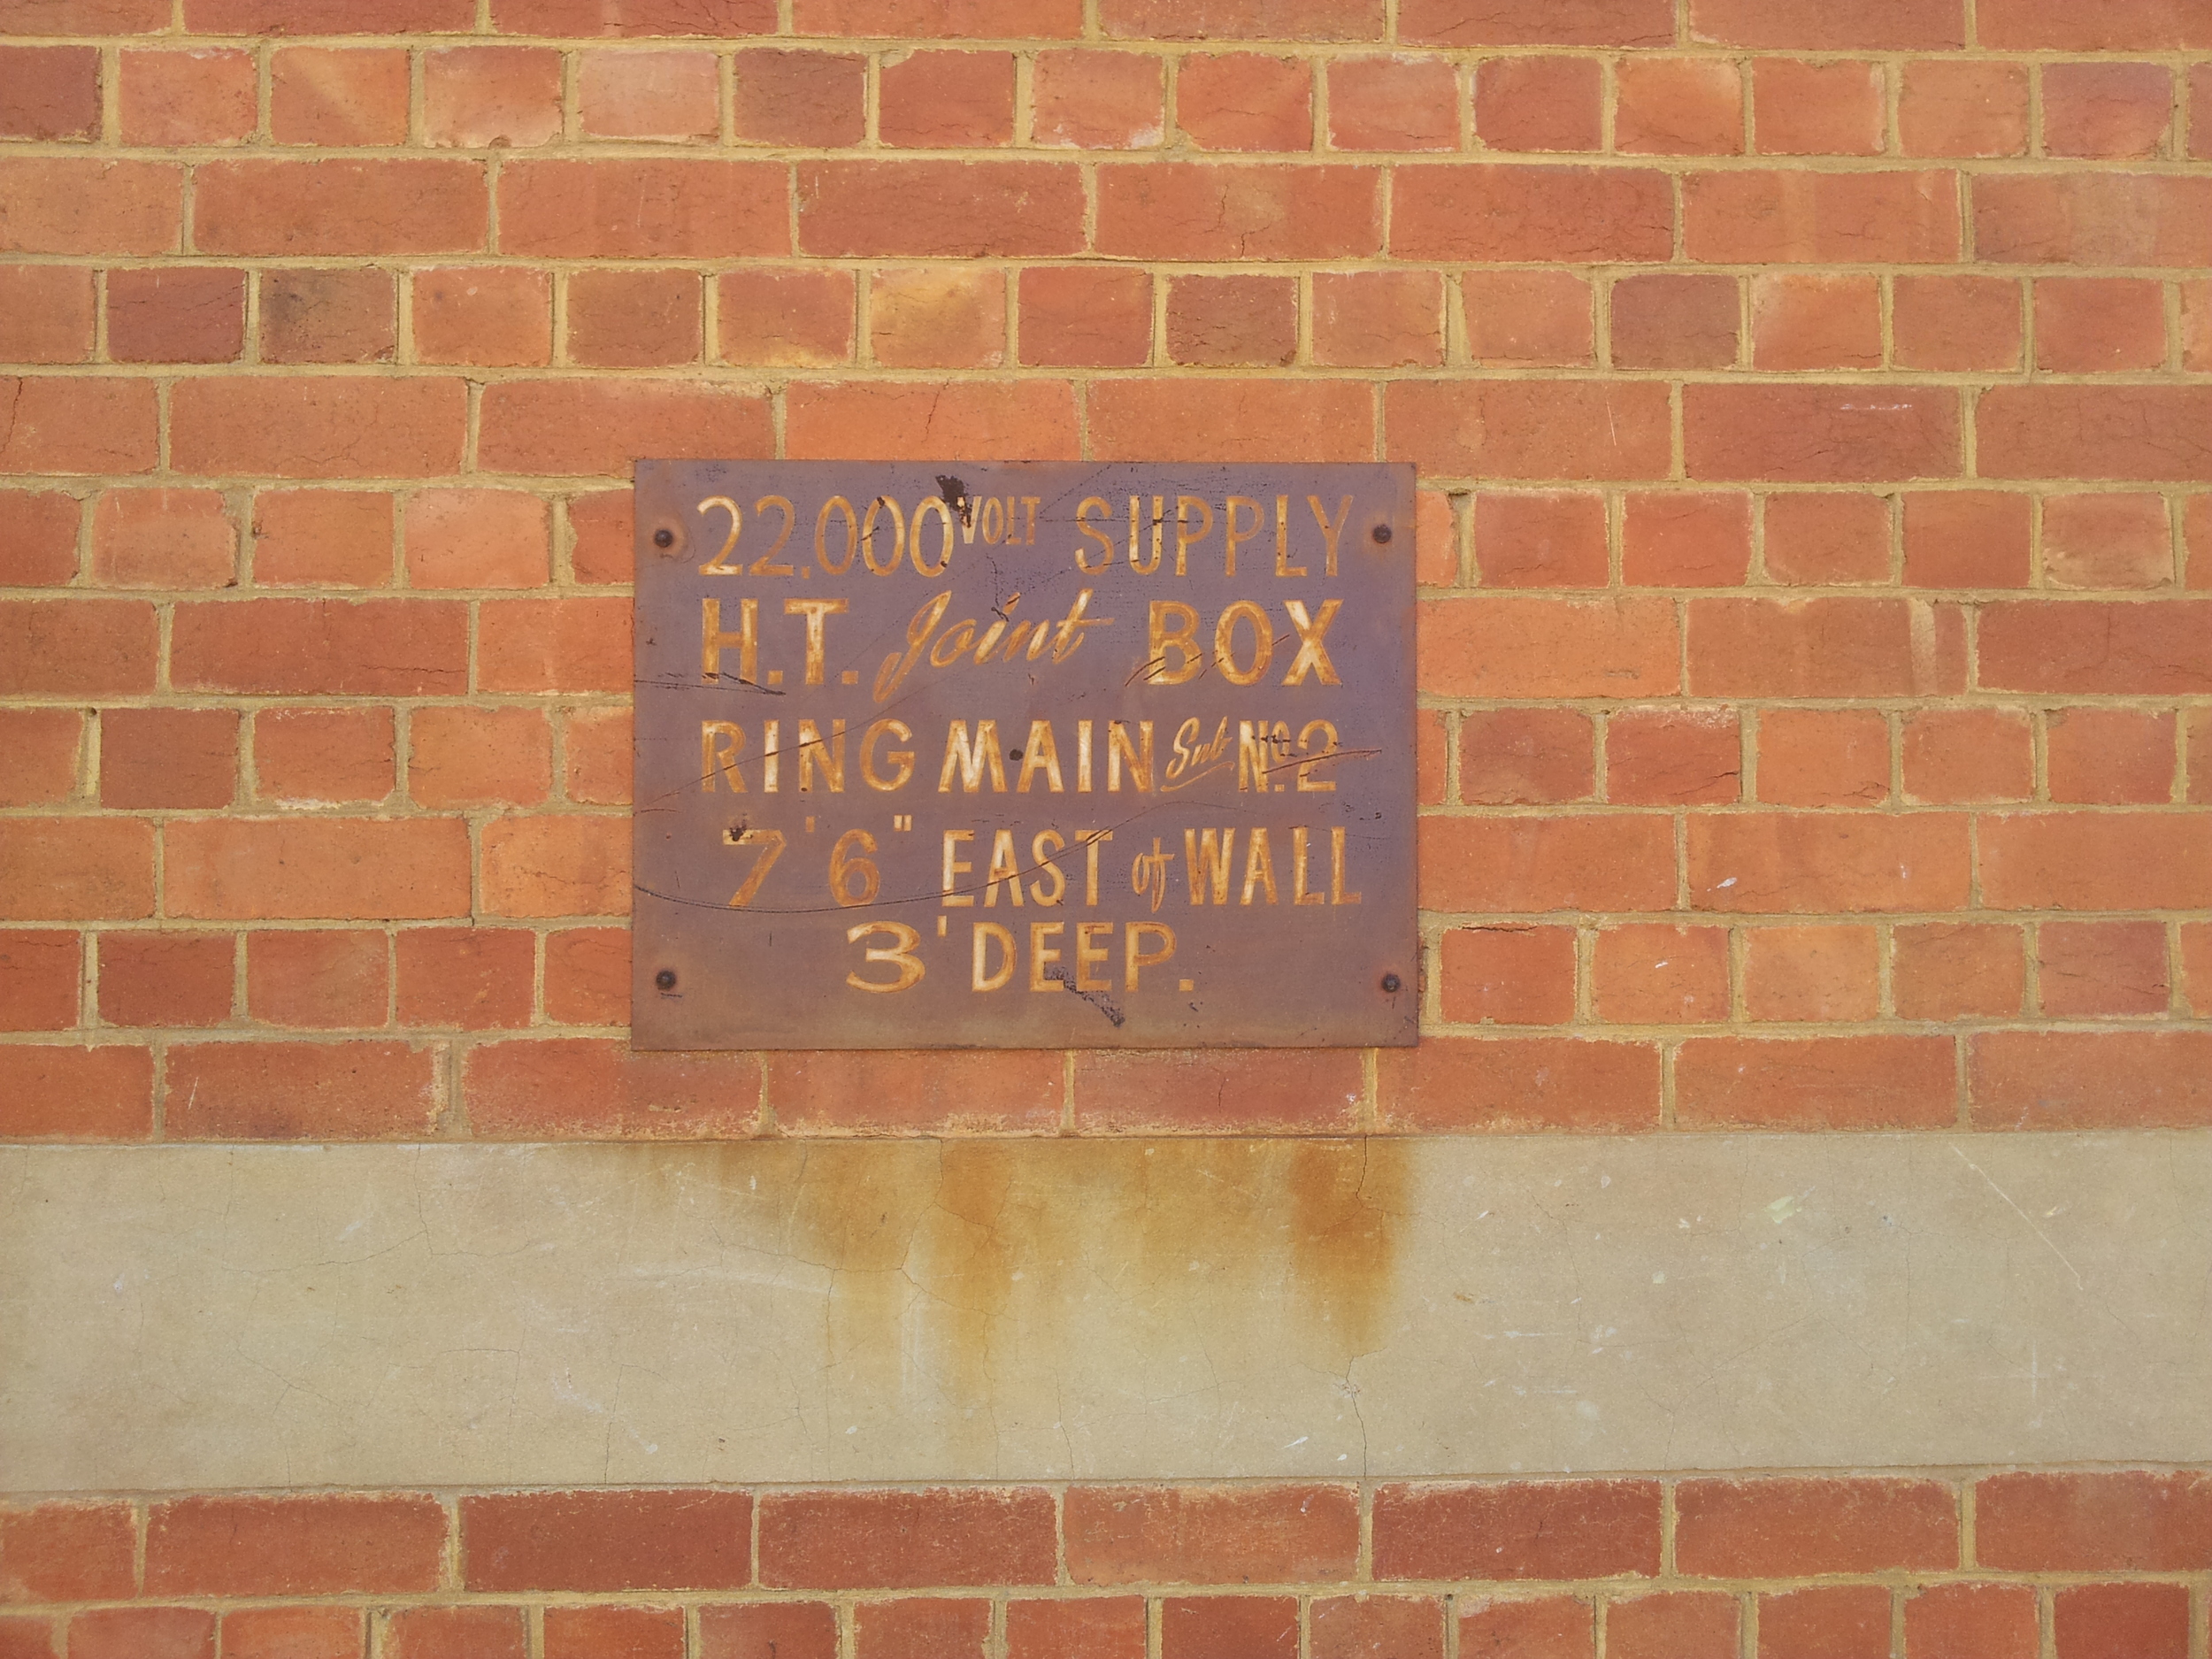 22,000 VOLT SUPPLY
H.T. Joint BOX
RING MAIN Sub Nº.2
7'6" EAST of WALL
3' DEEP.